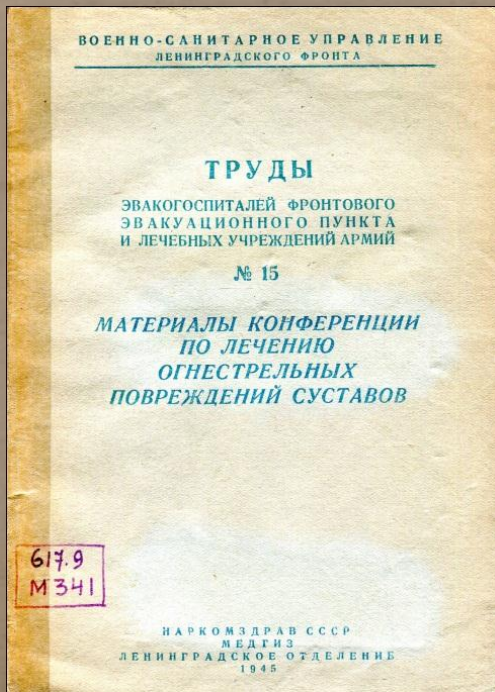 ВОЕННО-САНИТАРНОЕ УПРАВЛЕНИЕ
ЛЕНИНГРАДСКОГО ФРОНТА
ТРУДЫ
ЭВАКОГОСПИТАЛЕЙ ФРОНТОВОГО
ЭВАКУАЦИОННОГО ПУНКТА
И ЛЕЧЕБНЫХ УЧРЕЖДЕНИЙ АРМИЙ
№ 15
МАТЕРИАЛЫ КОНФЕРЕНЦИИ
ПО ЛЕЧЕНИЮ
ОГНЕСТРЕЛЬНЫХ
ПОВРЕЖДЕНИЙ СУСТАВОВ
617.9
М 341
НАРКОМЗДРАВ СССР
МЕДГИЗ
ЛЕНИНГРАДСКОЕ ОТДЕЛЕНИЕ
1945